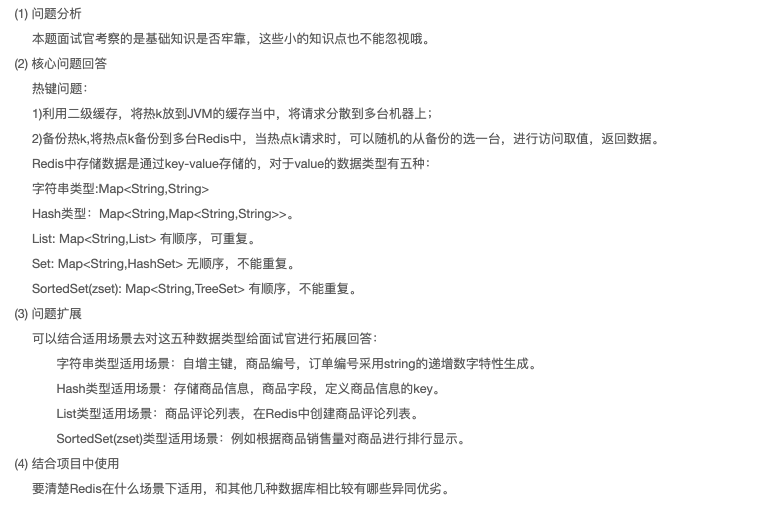 (1) 问题分析
本题面试官考察的是基础知识是否牢靠，这些小的知识点也不能忽视哦。
(2) 核心问题回答
热键问题：
1)利用二级缓存，将热k放到JVM的缓存当中，将请求分散到多台机器上；
2)备份热k,将热点k备份到多台Redis中，当热点k请求时，可以随机的从备份的选一台，进行访问取值，返回数据。
Redis中存储数据是通过key-value存储的，对于value的数据类型有五种：
字符串类型:Map<String,String>
Hash类型：Map<String,Map<String,String>>。
List: Map<String,List> 有顺序，可重复。
Set: Map<String,HashSet> 无顺序，不能重复。
SortedSet(zset): Map<String,TreeSet> 有顺序，不能重复。
(3) 问题扩展
可以结合适用场景去对这五种数据类型给面试官进行拓展回答：
字符串类型适用场景：自增主键，商品编号，订单编号采用string的递增数字特性生成。
Hash类型适用场景：存储商品信息，商品字段，定义商品信息的key。
List类型适用场景：商品评论列表，在Redis中创建商品评论列表。
SortedSet(zset)类型适用场景：例如根据商品销售量对商品进行排行显示。
(4) 结合项目中使用
要清楚Redis在什么场景下适用，和其他几种数据库相比较有哪些异同优劣。